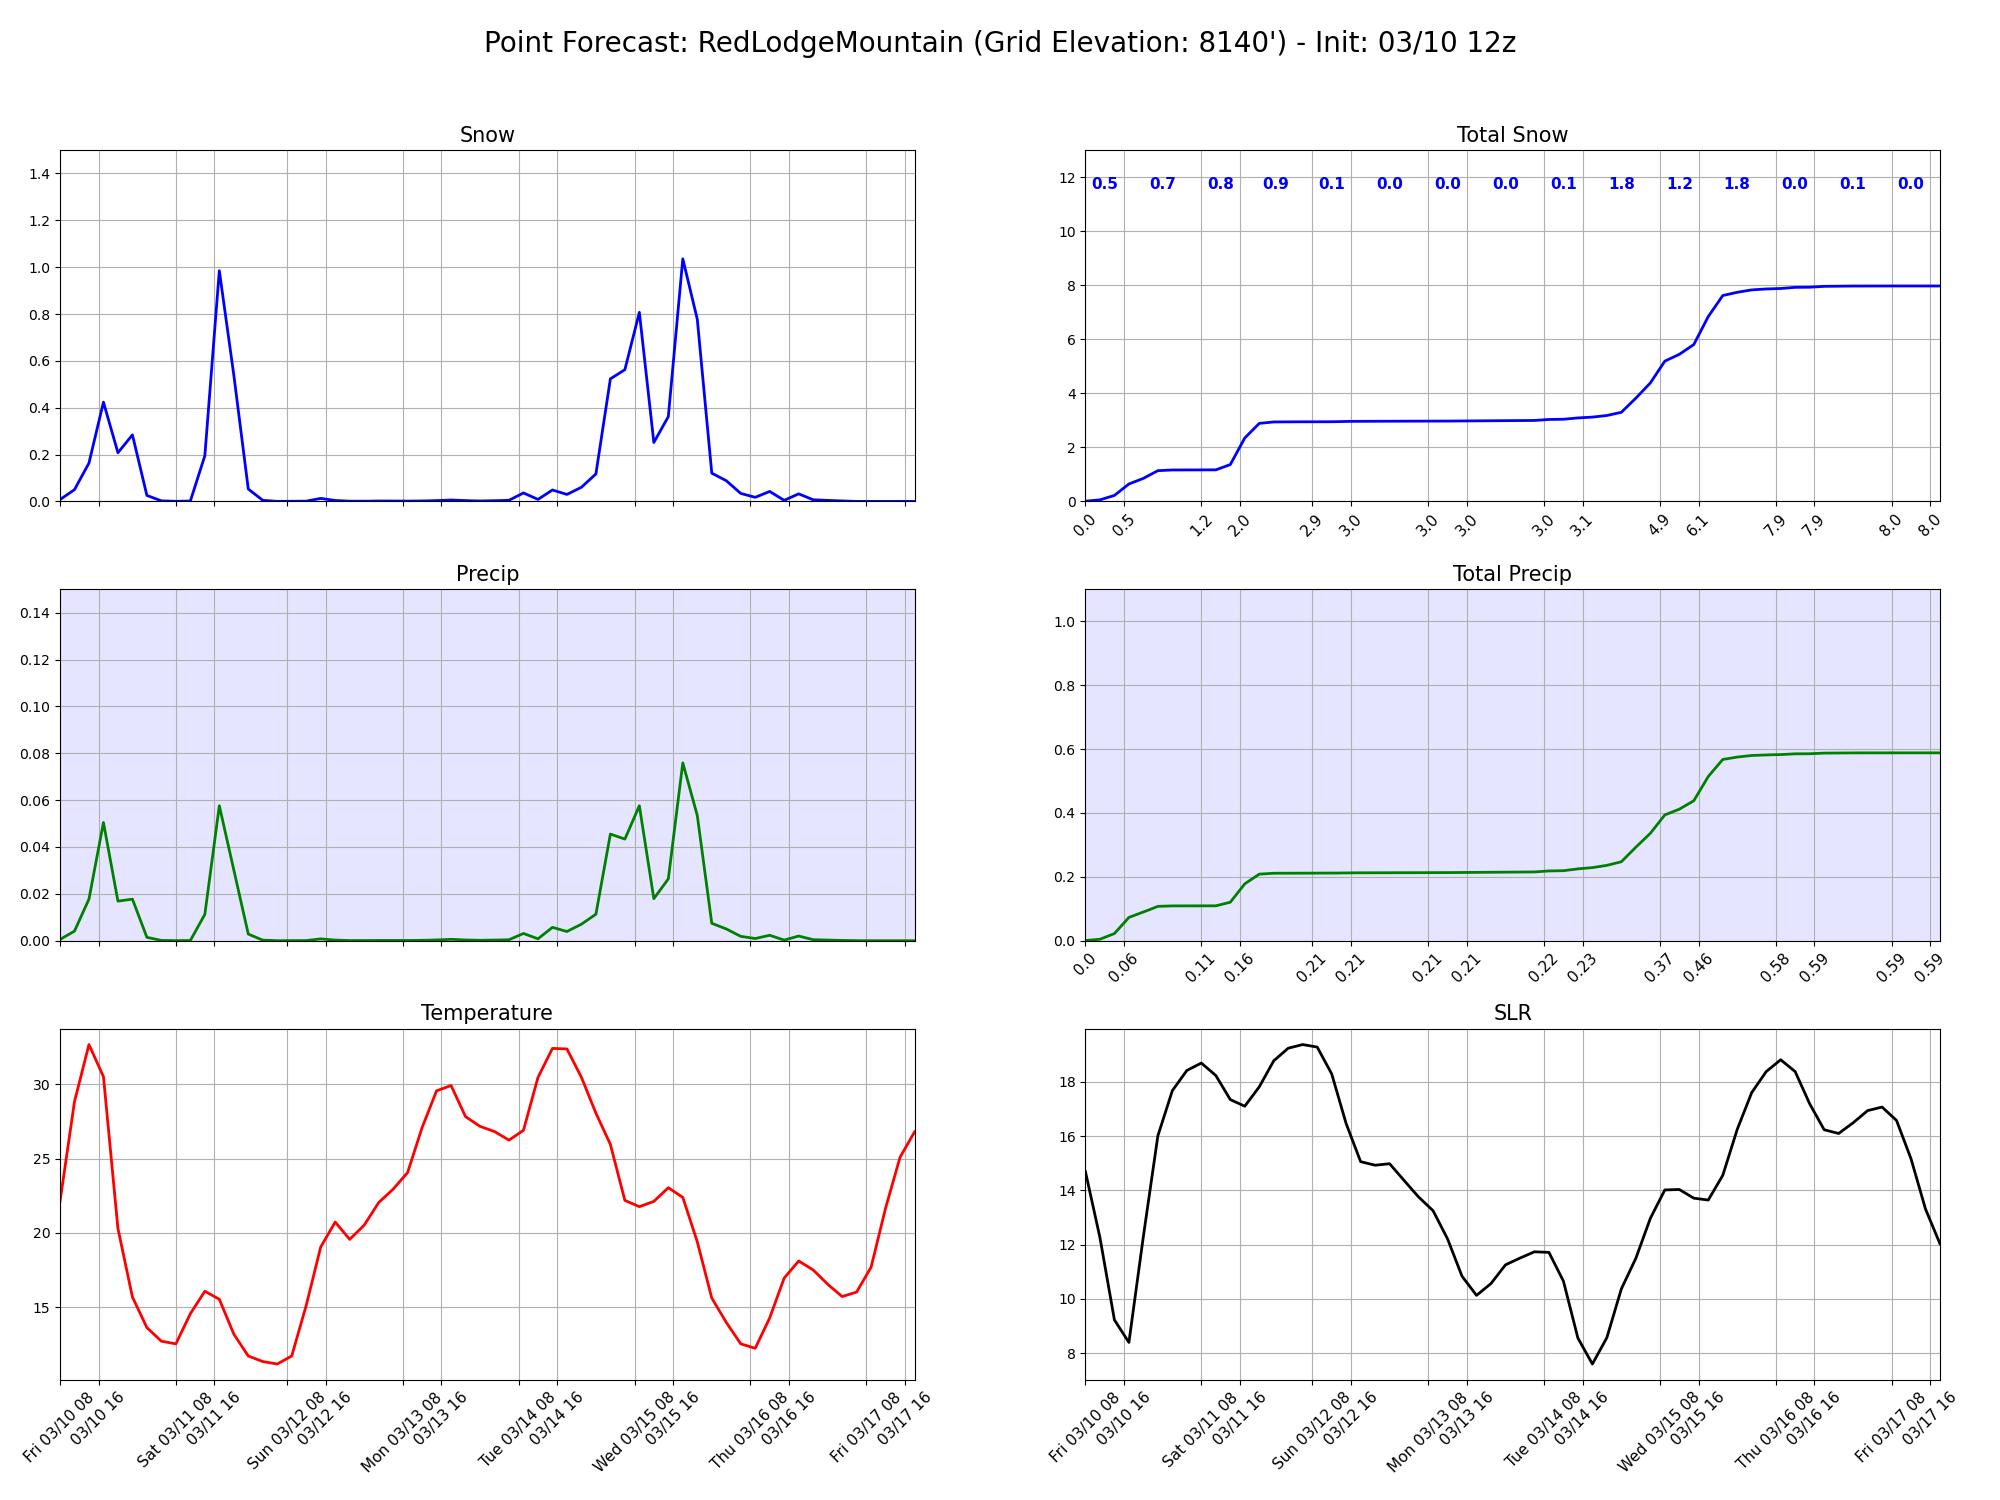 Point Forecast: RedLodgeMountain (Grid Elevation: 8140') - Init: 03/10 12z
Snow
1.4
1.2
1.0
0.8
0.6
0.4
0.2
0.0
Total Snow
12
10
8
6
4
2
0
0.5 0.7 0.8 0.9 0.1 0.0 0.0 0.0 0.1 1.8 1.2 1.8 0.0 0.1 0.0
0.0 0.5 1.2 2.0 2.9 3.0 3.0 3.0 3.0 3.1 4.9 6.1 7.9 7.9 8.0 8.0
Precip
0.14
0.12
0.10
0.08
0.06
0.04
0.02
0.00
Total Precip
1.0
0.8
0.6
0.4
0.2
0.0
0.0 0.06 0.11 0.16 0.21 0.21 0.21 0.21 0.22 0.23 0.37 0.46 0.58 0.59 0.59 0.59
Temperature
30
25
20
15
Fri 03/10 08
03/10 16
Sat 03/11 08
03/11 16
Sun 03/12 08
03/12 16
Mon 03/13 08
03/13 16
Tue 03/14 08
03/14 16
Wed 03/15 08
03/15 16
Thu 03/16 08
03/16 16
Fri 03/17 08
03/17 16
SLR
18
16
14
12
10
8
Fri 03/10 08
03/10 16
Sat 03/11 08
03/11 16
Sun 03/12 08
03/12 16
Mon 03/13 08
03/13 16
Tue 03/14 08
03/14 16
Wed 03/15 08
03/15 16
Thu 03/16 08
03/16 16
Fri 03/17 08
03/17 16